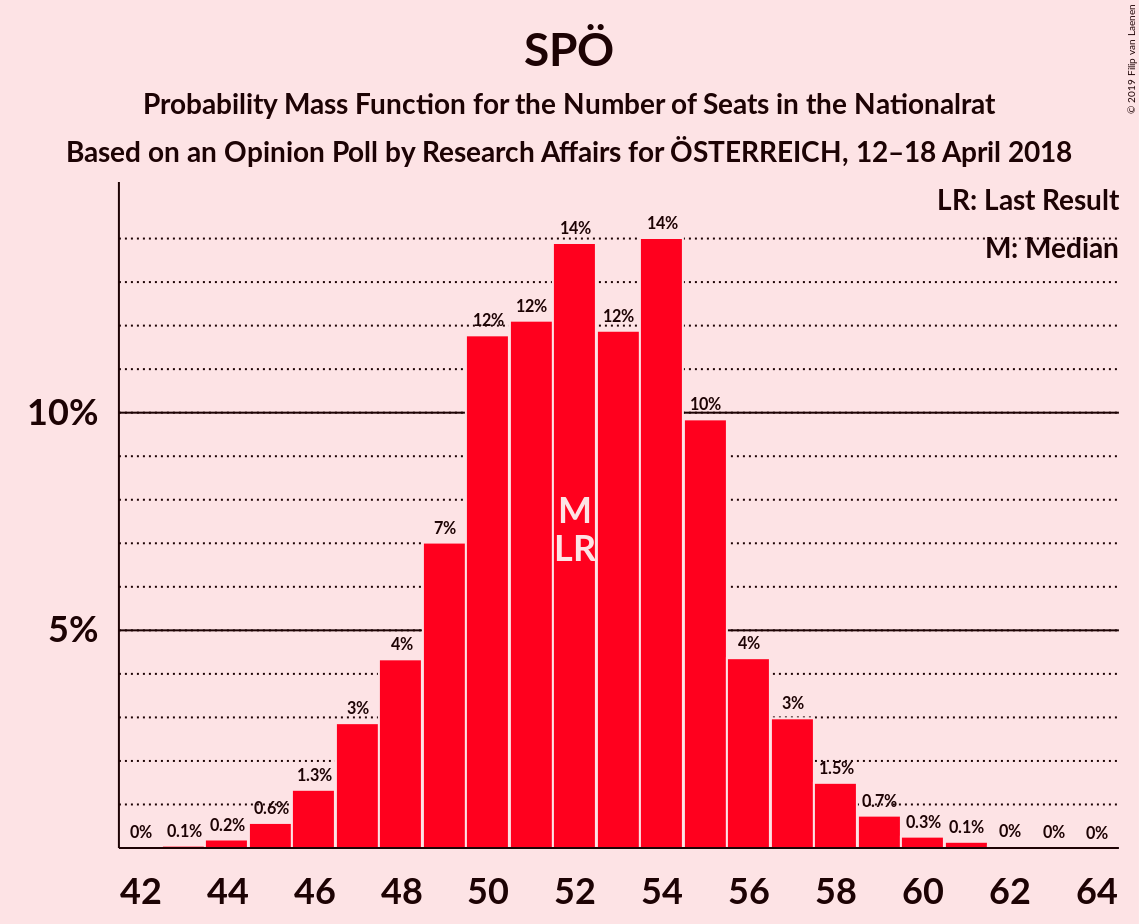 SPÖ
Probability Mass Function for the Number of Seats in the Nationalrat
Based on an Opinion Poll by Research Affairs for ÖSTERREICH, 12–18 April 2018
© 2019 Filip van Laenen
LR: Last Result
M: Median
10%
5%
0% 0.1% 0.2% 0.6% 1.3% 3% 4% 7% 12% 12% 14% 12% 14% 10% 4% 3% 1.5% 0.7% 0.3% 0.1% 0% 0% 0%
M
LR
42 44 46 48 50 52 54 56 58 60 62 64